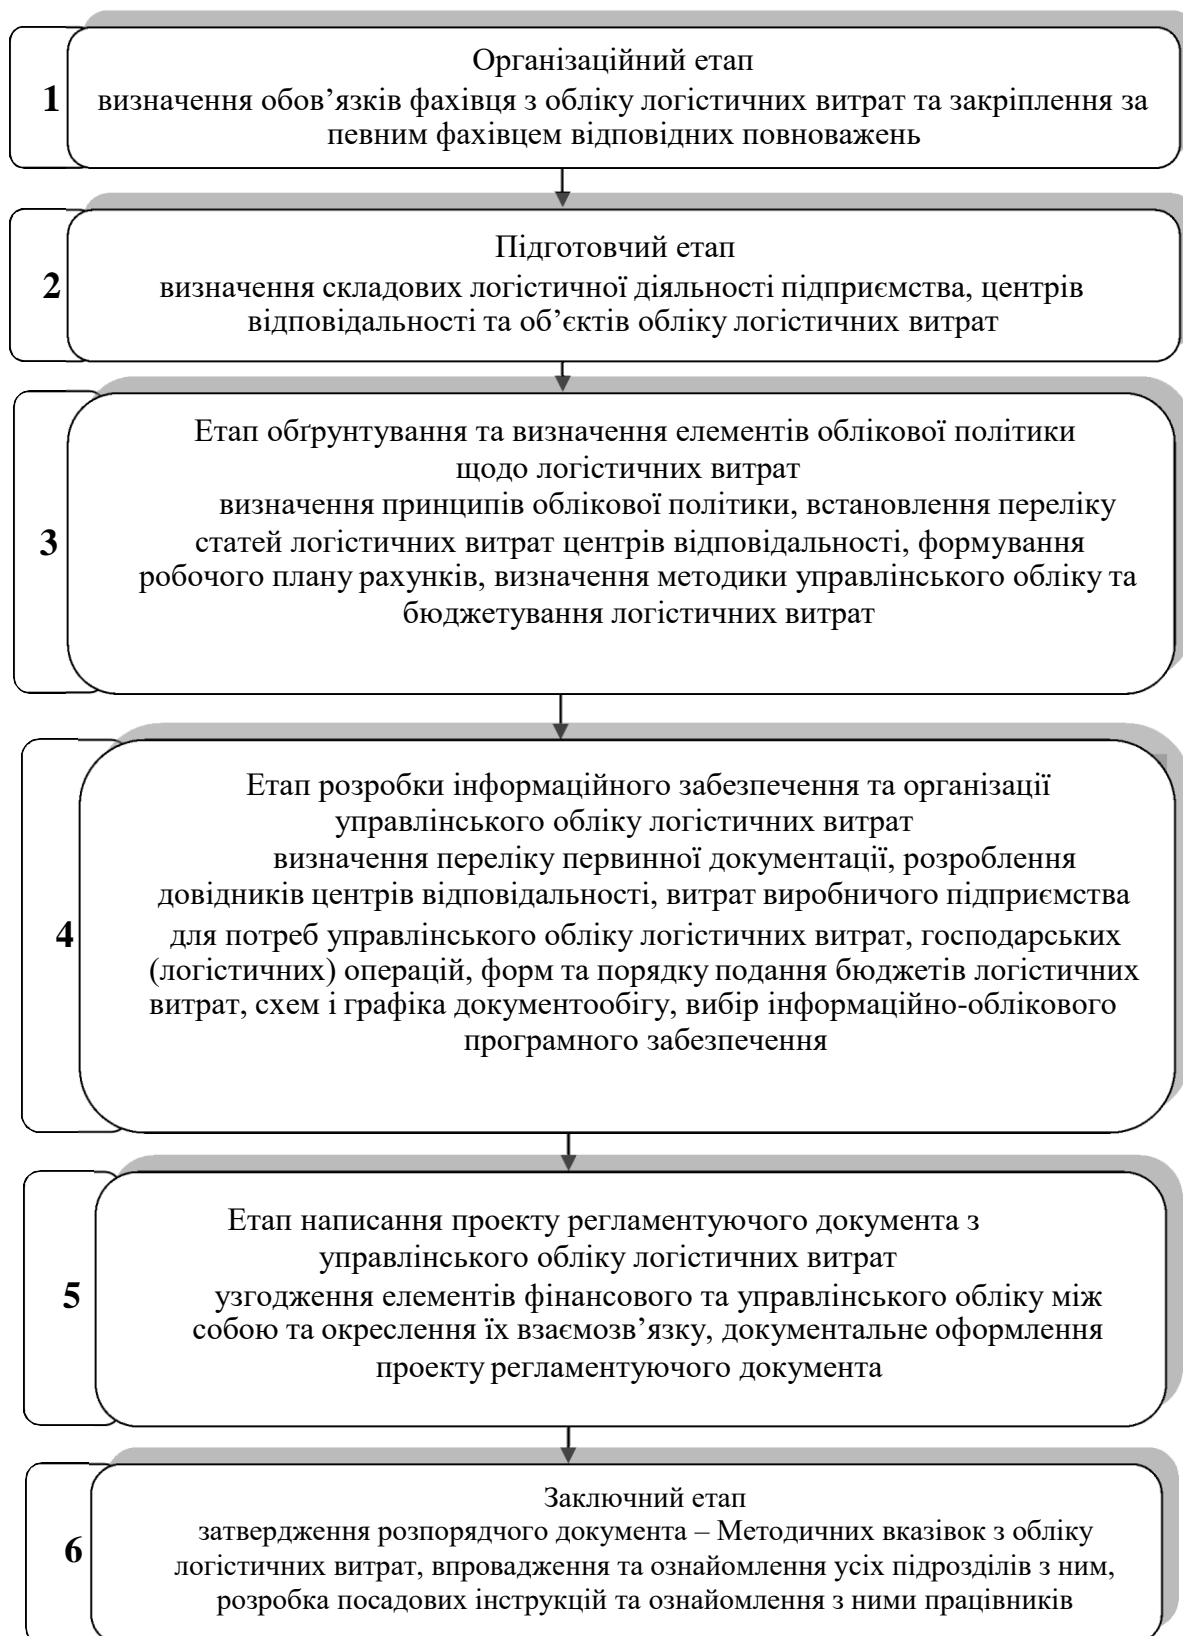 Організаційний етап
1
визначення обов’язків фахівця з обліку логістичних витрат та закріплення за
певним фахівцем відповідних повноважень
Підготовчий етап
2
визначення складових логістичної діяльності підприємства, центрів
відповідальності та об’єктів обліку логістичних витрат
Етап обґрунтування та визначення елементів облікової політики
щодо логістичних витрат
визначення принципів облікової політики, встановлення переліку
3
статей логістичних витрат центрів відповідальності, формування
робочого плану рахунків, визначення методики управлінського обліку та
бюджетування логістичних витрат
Етап розробки інформаційного забезпечення та організації
управлінського обліку логістичних витрат
визначення переліку первинної документації, розроблення
довідників центрів відповідальності, витрат виробничого підприємства
4
для потреб управлінського обліку логістичних витрат, господарських
(логістичних) операцій, форм та порядку подання бюджетів логістичних
витрат, схем і графіка документообігу, вибір інформаційно-облікового
програмного забезпечення
Етап написання проекту регламентуючого документа з
управлінського обліку логістичних витрат
5
узгодження елементів фінансового та управлінського обліку між
собою та окреслення їх взаємозв’язку, документальне оформлення
проекту регламентуючого документа
Заключний етап
затвердження розпорядчого документа – Методичних вказівок з обліку
6
логістичних витрат, впровадження та ознайомлення усіх підрозділів з ним,
розробка посадових інструкцій та ознайомлення з ними працівників